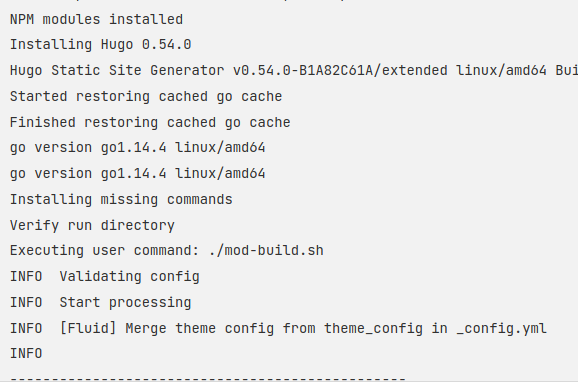 NPM modules installed
Installing Hugo 0.54.0
Hugo Static Site Generator v0.54.0-B1A82C61A/extended linux/amd64 Bui
Started restoring cached go cache
Finished restoring cached go cache
go version go1.14.4 linux/amd64
go version go1.14.4 linux/amd64
Installing missing commands
Verify run directory
Executing user command: ./mod-build.sh
INFO  Validating config
INFO  Start processing
INFO  [Fluid] Merge theme config from theme_config in _config.yml
INFO
------------------------------------------------